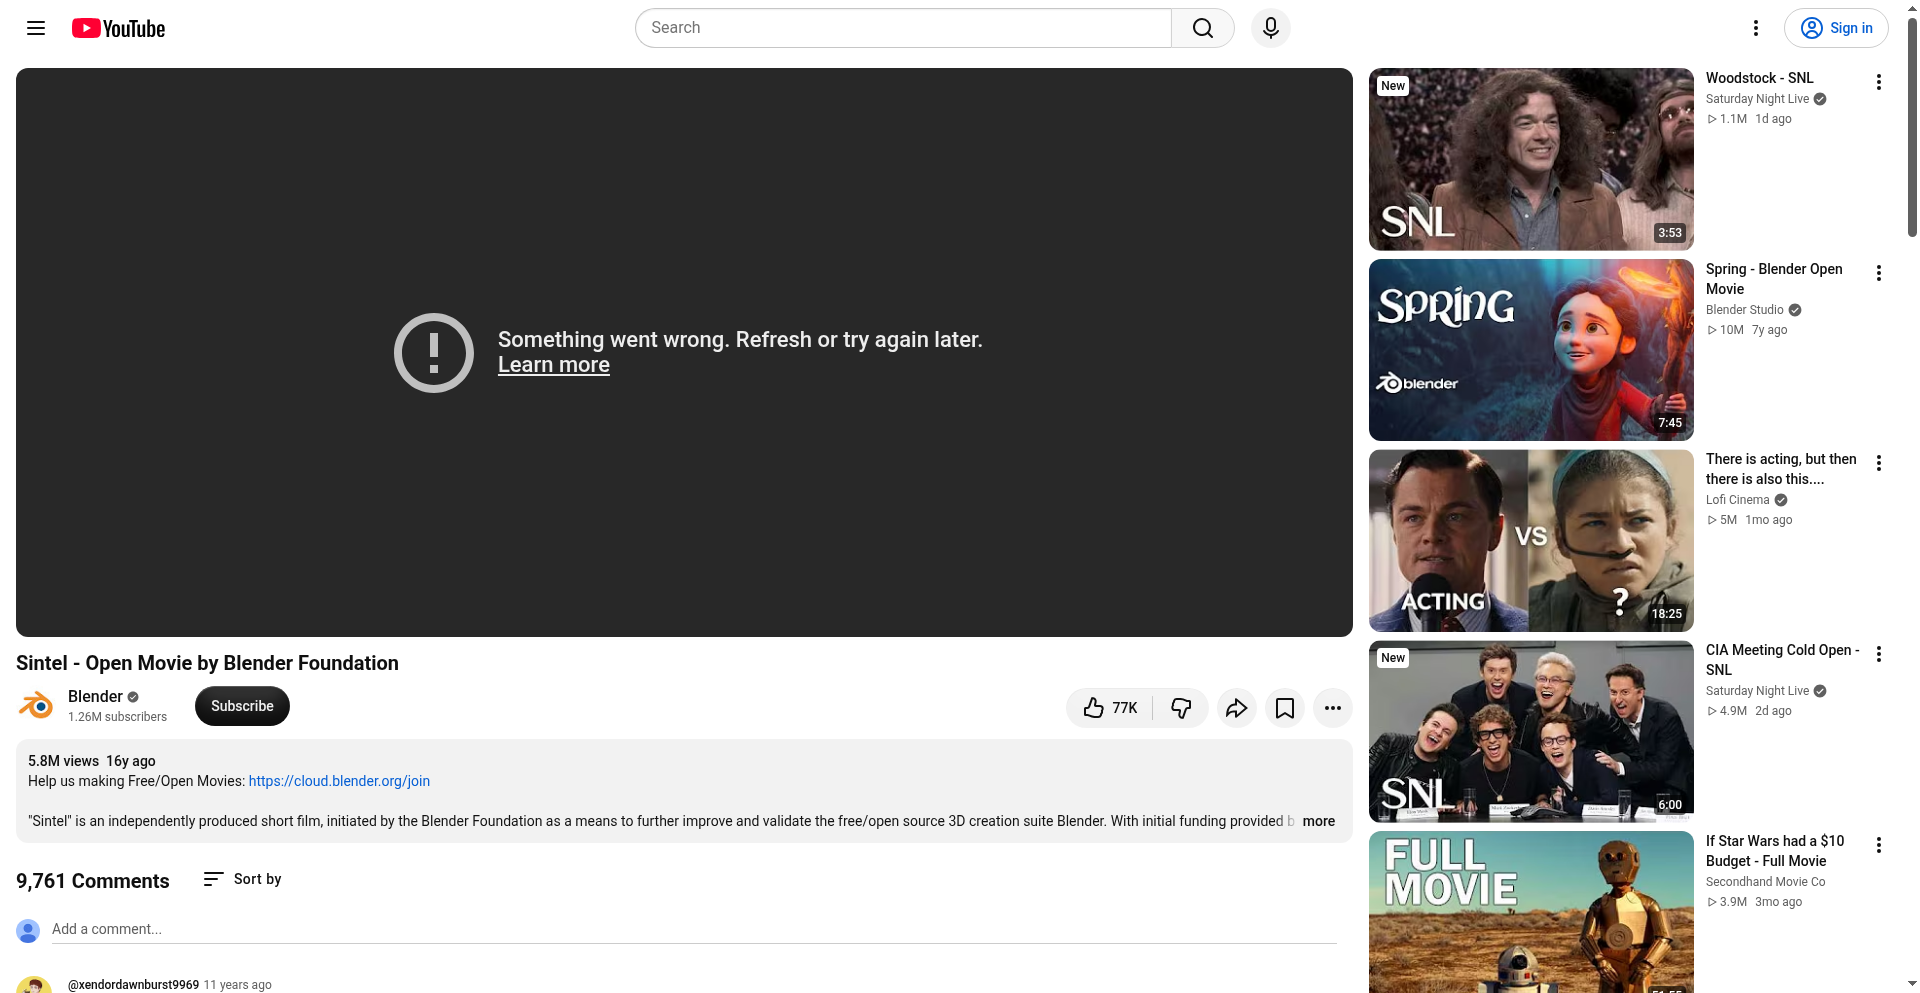 YouTube
Search
Sign in
Something went wrong. Refresh or try again later.
Learn more
Sintel - Open Movie by Blender Foundation
Blender
1.26M subscribers
Subscribe
77K
5.8M views 16y ago
Help us making Free/Open Movies: https://cloud.blender.org/join
"Sintel" is an independently produced short film, initiated by the Blender Foundation as a means to further improve and validate the free/open source 3D creation suite Blender. With initial funding provided b more
9,761 Comments
Sort by
Add a comment...
@xendordawnburst9969 11 years ago
New
SNL
3:53
Woodstock - SNL
Saturday Night Live
1.1M 1d ago
SPRING
blender
7:45
Spring - Blender Open
Movie
Blender Studio
10M 7y ago
VS
ACTING
?
18:25
There is acting, but then
there is also this....
Lofi Cinema
5M 1mo ago
New
SNL
6:00
CIA Meeting Cold Open -
SNL
Saturday Night Live
4.9M 2d ago
FULL
MOVIE
If Star Wars had a $10
Budget - Full Movie
Secondhand Movie Co
3.9M 3mo ago